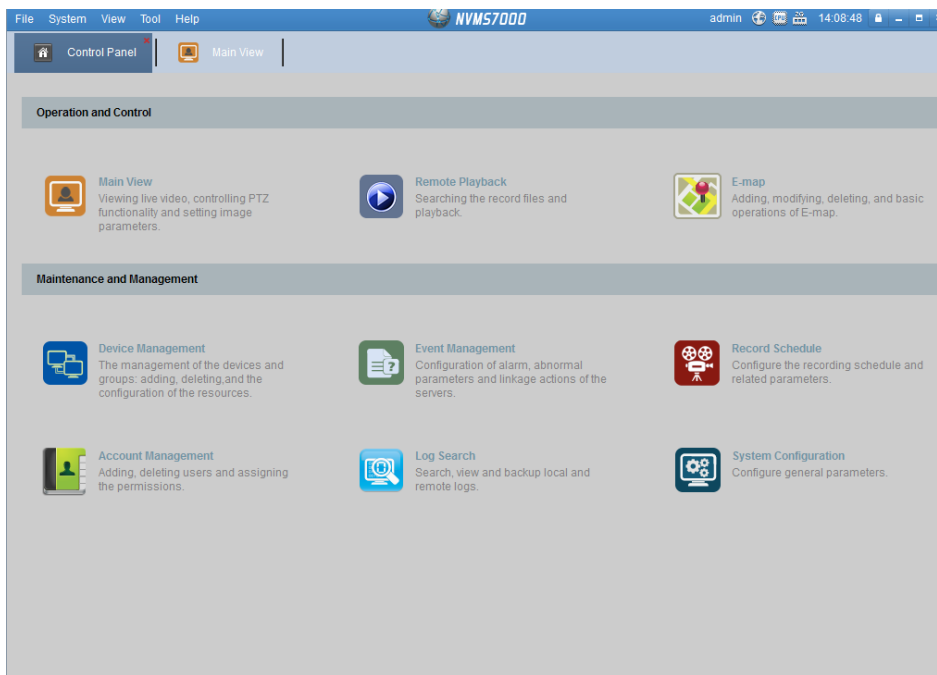 File System View Tool Help NVMS7000 admin 14:08:48
Control Panel Main View
Operation and Control
Main View
Viewing live video, controlling PTZ
functionality and setting image
parameters.
Remote Playback
Searching the record files and
playback.
E-map
Adding, modifying, deleting, and basic
operations of E-map.
Maintenance and Management
Device Management
The management of the devices and
groups: adding, deleting,and the
configuration of the resources.
Event Management
Configuration of alarm, abnormal
parameters and linkage actions of the
servers.
Record Schedule
Configure the recording schedule and
related parameters.
Account Management
Adding, deleting users and assigning
the permissions.
Log Search
Search, view and backup local and
remote logs.
System Configuration
Configure general parameters.